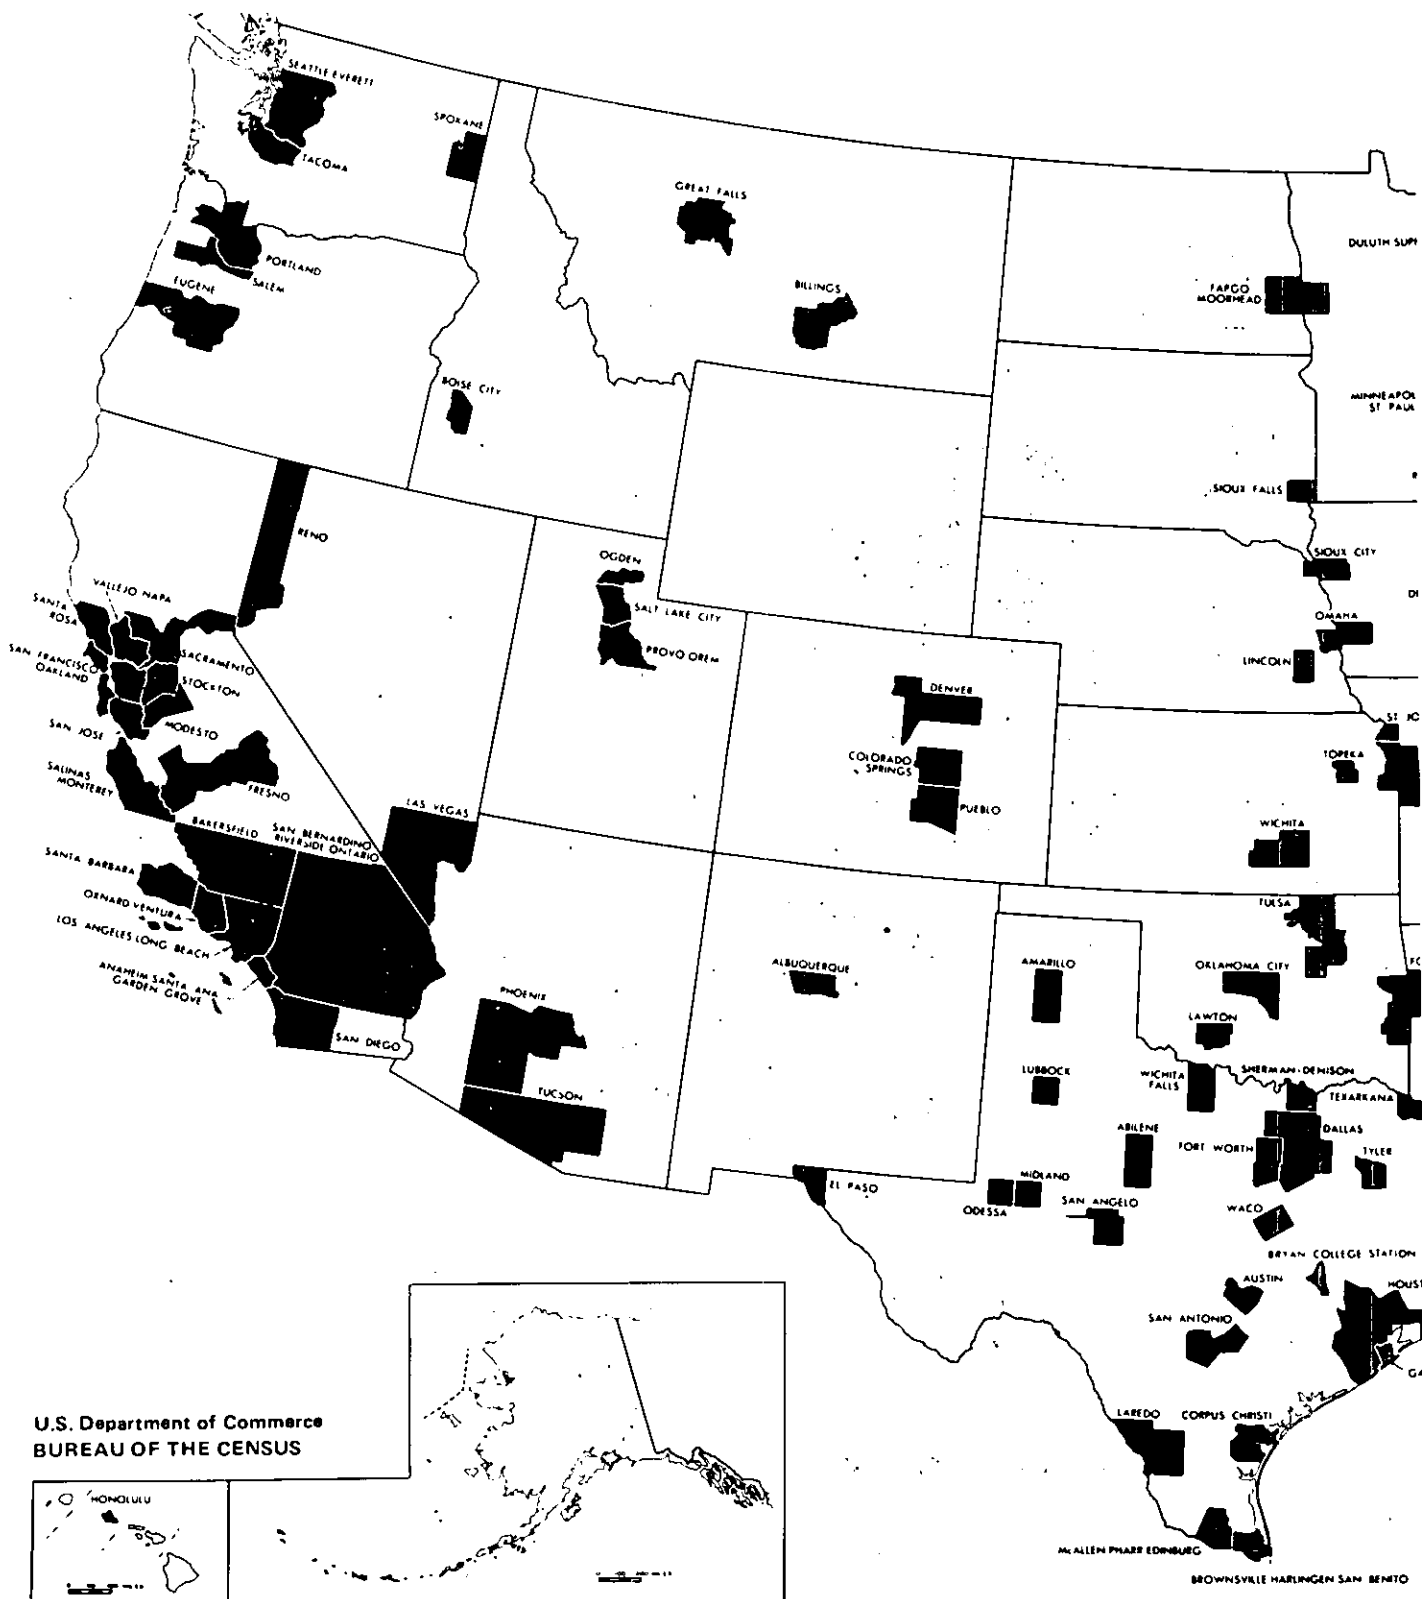 SEATTLE EVERETT
SPOKANE
TACOMA
GREAT FALLS
DULUTH
PORTLAND
SALEM
EUGENE
BILLINGS
FARGO
MOORHEAD
BOISE CITY
ST PAUL
SIOUX FALLS
RENO
SIOUX CITY
OGDEN
VALLEJO NAPA
SANTA
ROSA
SALT LAKE CITY
OMAHA
SAN FRANCISCO
OAKLAND
SACRAMENTO
PROVO OREM
LINCOLN
STOCKTON
DENVER
SAN JOSE
MODESTO
TOPEKA
COLORADO
SPRINGS
SALINAS
MONTEREY
FRESNO
LAS VEGAS
PUEBLO
WICHITA
BAKERSFIELD
SAN BERNARDINO
RIVERSIDE ONTARIO
SANTA BARBARA
OXNARD VENTURA
TULSA
LOS ANGELES LONG BEACH
ANAHEIM SANTA ANA
GARDEN GROVE
ALBUQUERQUE
AMARILLO
OKLAHOMA CITY
PHOENIX
LAWTON
SAN DIEGO
LUBBOCK
WICHITA
FALLS
SHERMAN-DENISON
TEXARKANA
TUCSON
ABILENE
DALLAS
FORT WORTH
TYLER
EL PASO
MIDLAND
ODESSA
SAN ANGELO
WACO
BRYAN COLLEGE STATION
AUSTIN
HOUST
SAN ANTONIO
LAREDO
CORPUS CHRISTI
U.S. Department of Commerce
BUREAU OF THE CENSUS
HONOLULU
McALLEN PHARR EDINBURG
BROWNSVILLE HARLINGEN SAN BENITO